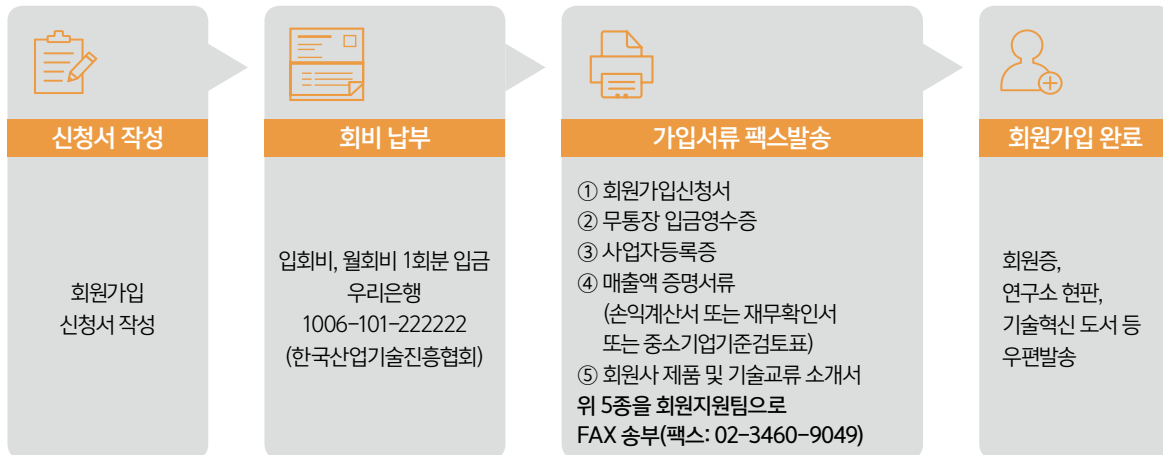 신청서 작성
회원가입
신청서 작성
회비 납부
입회비, 월회비 1회분 입금
우리은행
1006-101-222222
(한국산업기술진흥협회)
가입서류 팩스발송
① 회원가입신청서
② 무통장 입금영수증
③ 사업자등록증
④ 매출액 증명서류
(손익계산서 또는 재무확인서
또는 중소기업기준검토표)
⑤ 회원사 제품 및 기술교류 소개서
위 5종을 회원지원팀으로
FAX 송부(팩스: 02-3460-9049)
회원가입 완료
회원증,
연구소 현판,
기술혁신 도서 등
우편발송